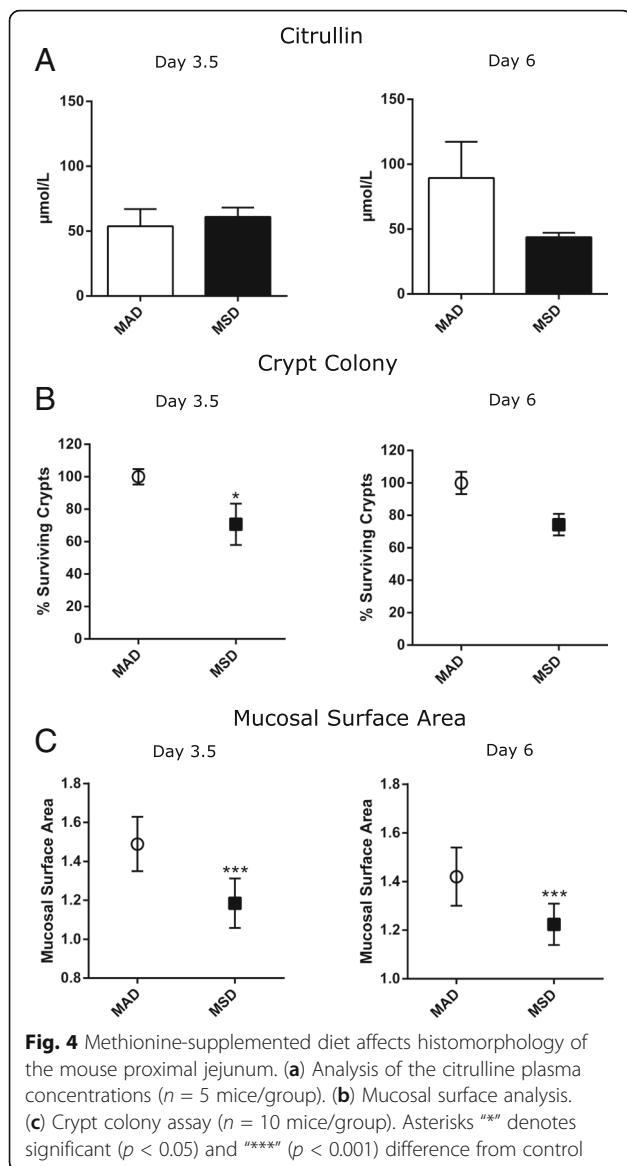 Citrullin
A
Day 3.5
Day 6
150
100
50
0
µmol/L
MAD
MSD
150
100
50
0
µmol/L
MAD
MSD
Crypt Colony
B
Day 3.5
Day 6
120
100
80
60
40
20
0
% Surviving Crypts
*
MAD
MSD
120
100
80
60
40
20
0
% Surviving Crypts
MAD
MSD
Mucosal Surface Area
C
Day 3.5
Day 6
1.8
1.6
1.4
1.2
1.0
0.8
Mucosal Surface Area
***
MAD
MSD
1.8
1.6
1.4
1.2
1.0
Mucosal Surface Area
***
MAD
MSD
Fig. 4 Methionine-supplemented diet affects histomorphology of
the mouse proximal jejunum. (a) Analysis of the citrulline plasma
concentrations (n = 5 mice/group). (b) Mucosal surface analysis.
(c) Crypt colony assay (n = 10 mice/group). Asterisks “*” denotes
significant (p < 0.05) and “***” (p < 0.001) difference from control